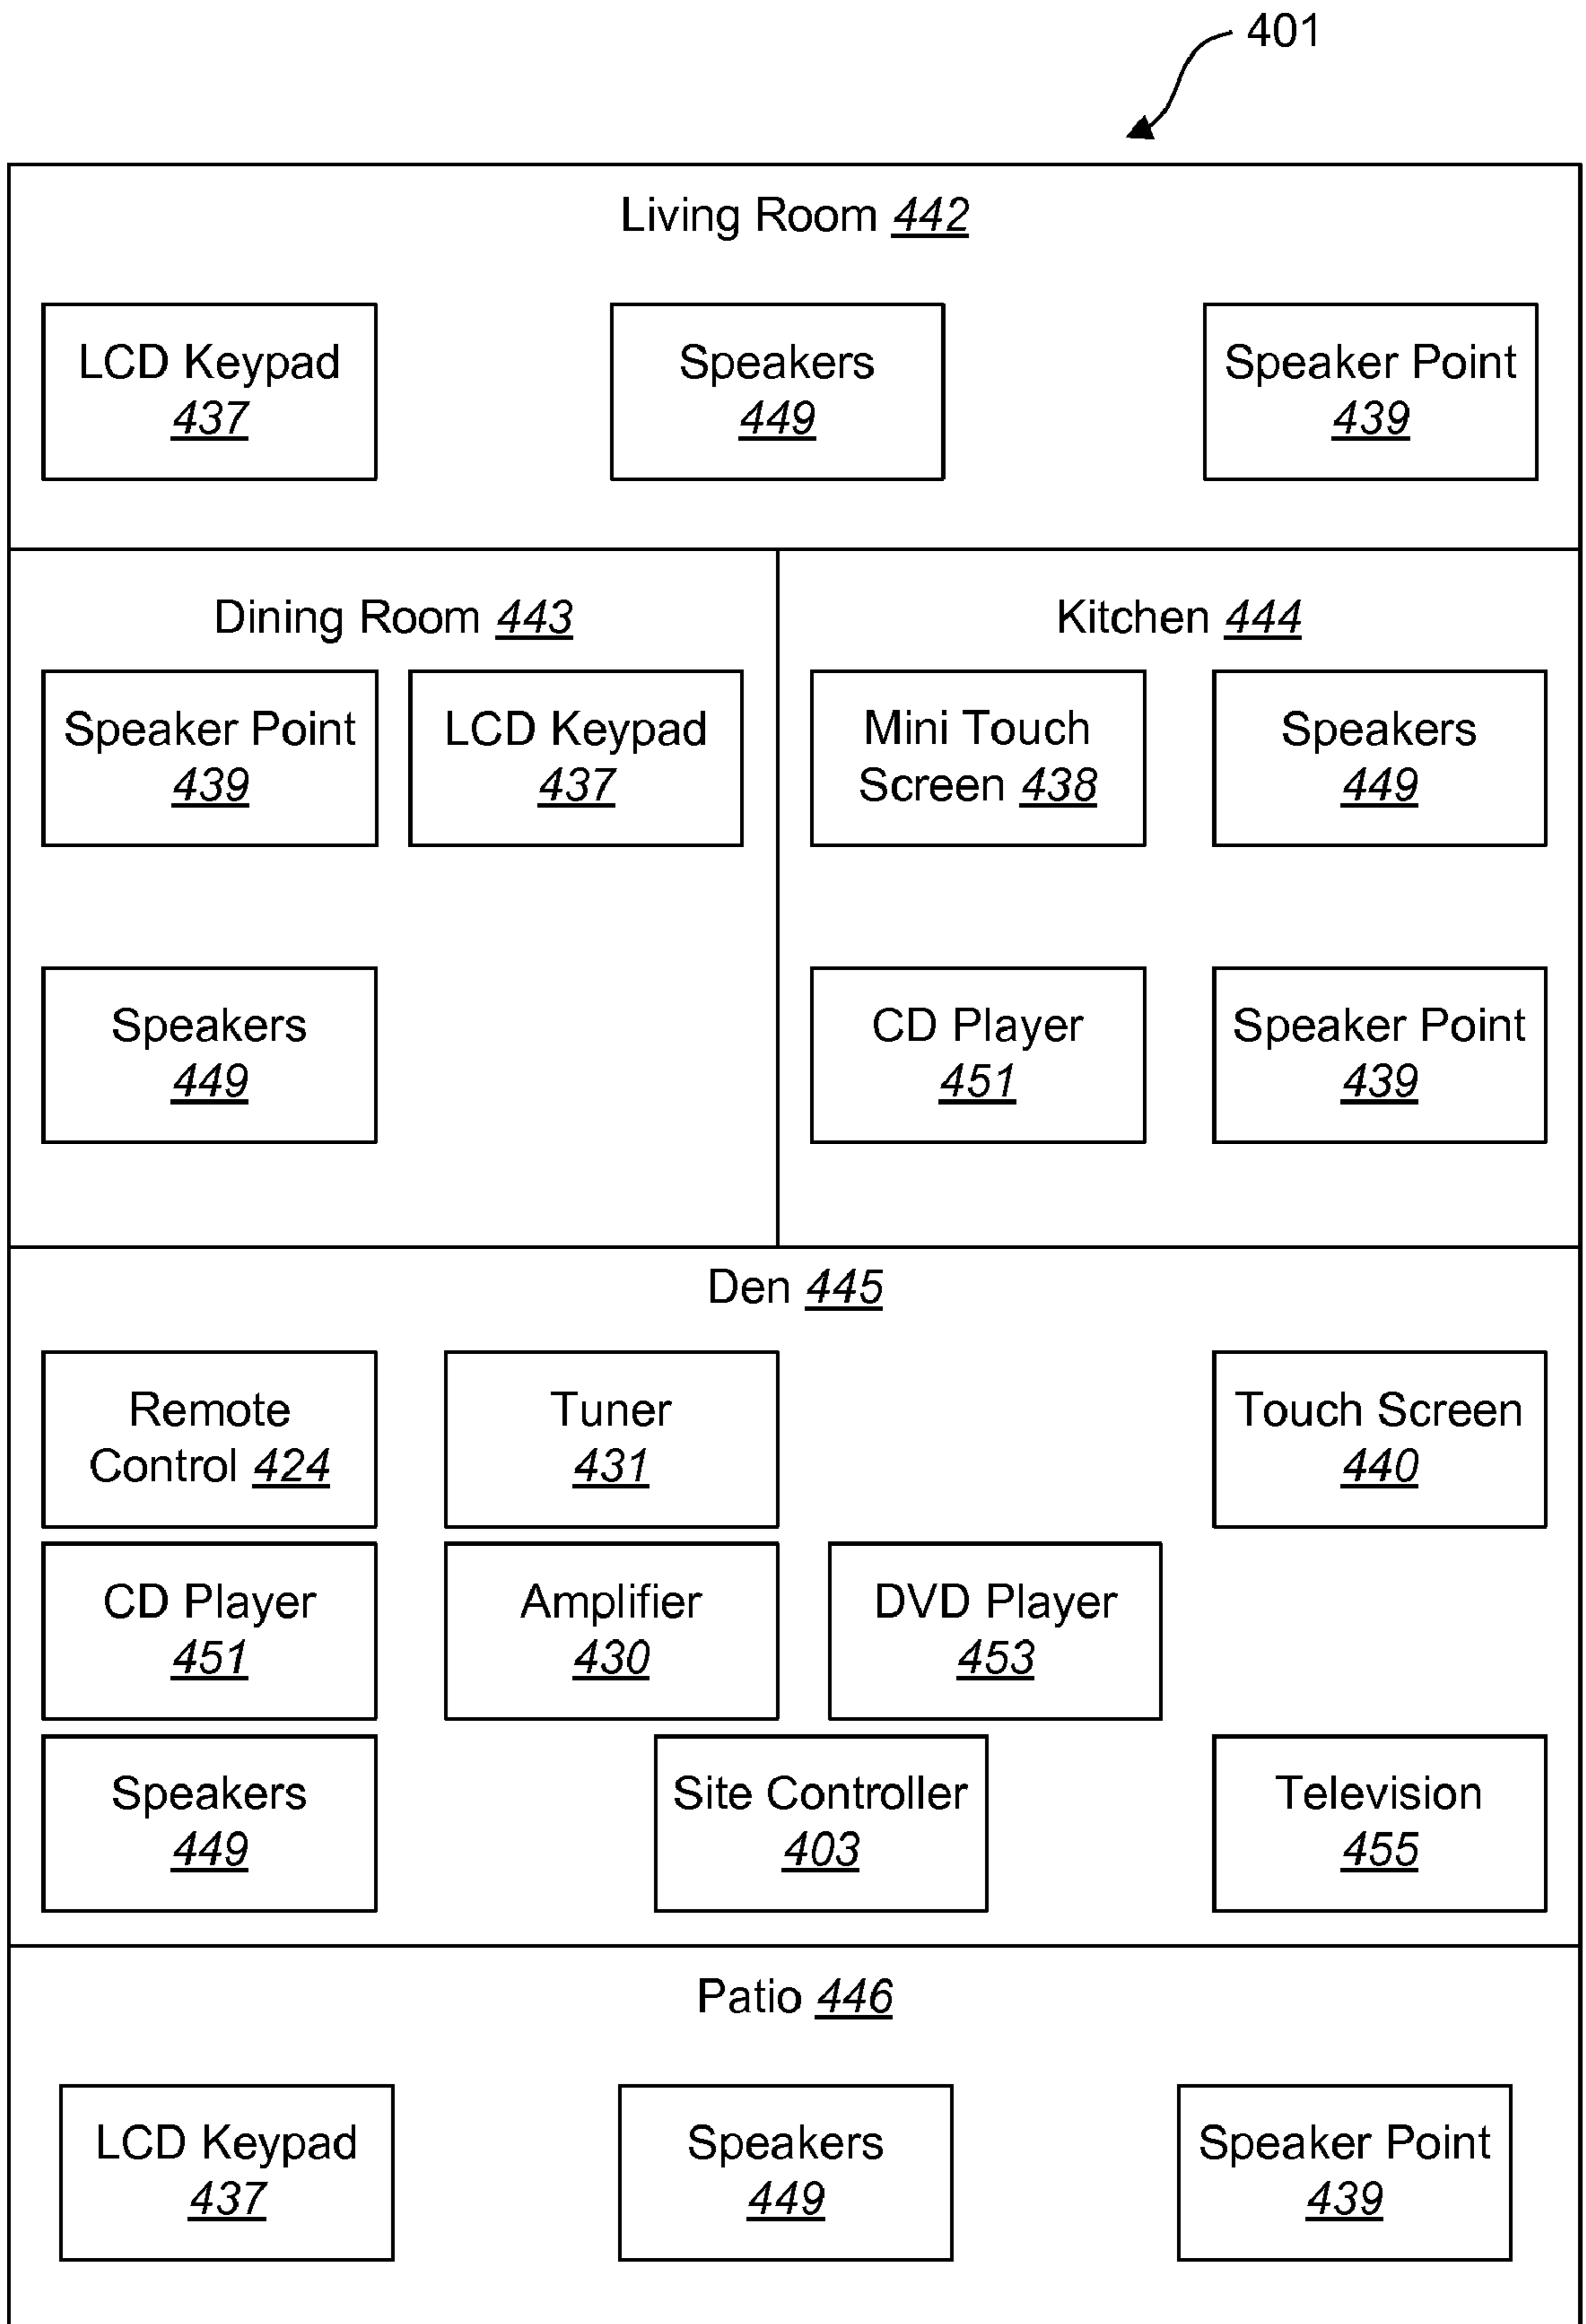 401
Living Room 442
LCD Keypad
437
Speakers
449
Speaker Point
439
Dining Room 443
Speaker Point
439
LCD Keypad
437
Speakers
449
Kitchen 444
Mini Touch
Screen 438
Speakers
449
CD Player
451
Speaker Point
439
Den 445
Remote
Control 424
Tuner
431
Touch Screen
440
CD Player
451
Amplifier
430
DVD Player
453
Speakers
449
Site Controller
403
Television
455
Patio 446
LCD Keypad
437
Speakers
449
Speaker Point
439